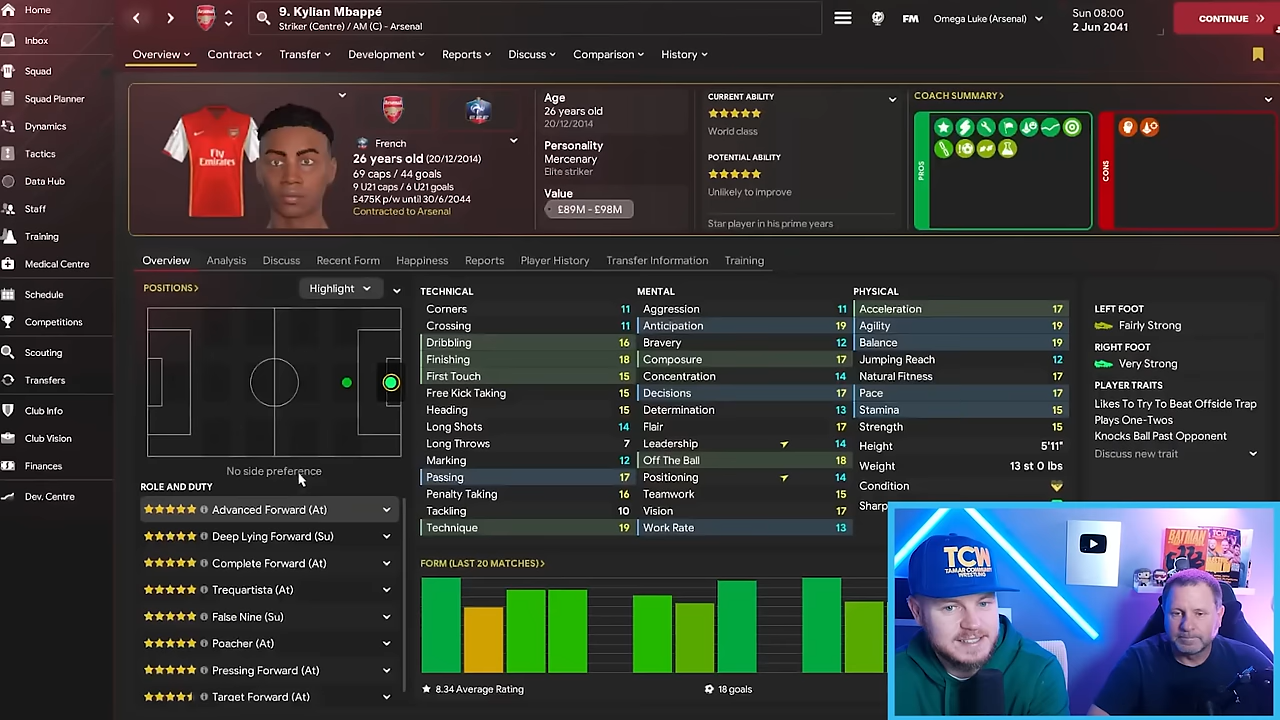 Home
Inbox
Squad
Squad Planner
Dynamics
Tactics
Data Hub
Staff
Training
Medical Centre
Schedule
Competitions
Scouting
Transfers
Club Info
Club Vision
Finances
Dev. Centre
9. Kylian Mbappé
Striker (Centre) / AM (C) - Arsenal
FM
Omega Luke (Arsenal)
Sun 08:00
2 Jun 2041
CONTINUE
Overview Contract Transfer Development Reports Discuss Comparison History
Fly
Emirates
French
26 years old (20/12/2014)
69 caps / 44 goals
9 U21 caps / 6 U21 goals
£475K p/w until 30/6/2044
Contracted to Arsenal
Age
26 years old
20/12/2014
Personality
Mercenary
Elite striker
Value
£89M - £98M
CURRENT ABILITY
World class
POTENTIAL ABILITY
Unlikely to improve
Star player in his prime years
COACH SUMMARY
PROS
CONS
Overview Analysis Discuss Recent Form Happiness Reports Player History Transfer Information Training
POSITIONS
Highlight
No side preference
ROLE AND DUTY
Advanced Forward (At)
Deep Lying Forward (Su)
Complete Forward (At)
Trequartista (At)
False Nine (Su)
Poacher (At)
Pressing Forward (At)
Target Forward (At)
TECHNICAL
Corners 11
Crossing 11
Dribbling 16
Finishing 18
First Touch 15
Free Kick Taking 15
Heading 15
Long Shots 14
Long Throws 7
Marking 12
Passing 17
Penalty Taking 16
Tackling 10
Technique 19
MENTAL
Aggression 11
Anticipation 19
Bravery 12
Composure 17
Concentration 14
Decisions 17
Determination 13
Flair 17
Leadership 14
Off The Ball 18
Positioning 14
Teamwork 15
Vision 17
Work Rate 13
PHYSICAL
Acceleration 17
Agility 19
Balance 19
Jumping Reach 12
Natural Fitness 17
Pace 17
Stamina 15
Strength 15
Height 5'11"
Weight 13 st 0 lbs
Condition
Sharp
LEFT FOOT
Fairly Strong
RIGHT FOOT
Very Strong
PLAYER TRAITS
Likes To Try To Beat Offside Trap
Plays One-Twos
Knocks Ball Past Opponent
Discuss new trait
FORM (LAST 20 MATCHES)
8.34 Average Rating
18 goals
TCW
TAMAR COMMUNITY
WRESTLING
BATMAN